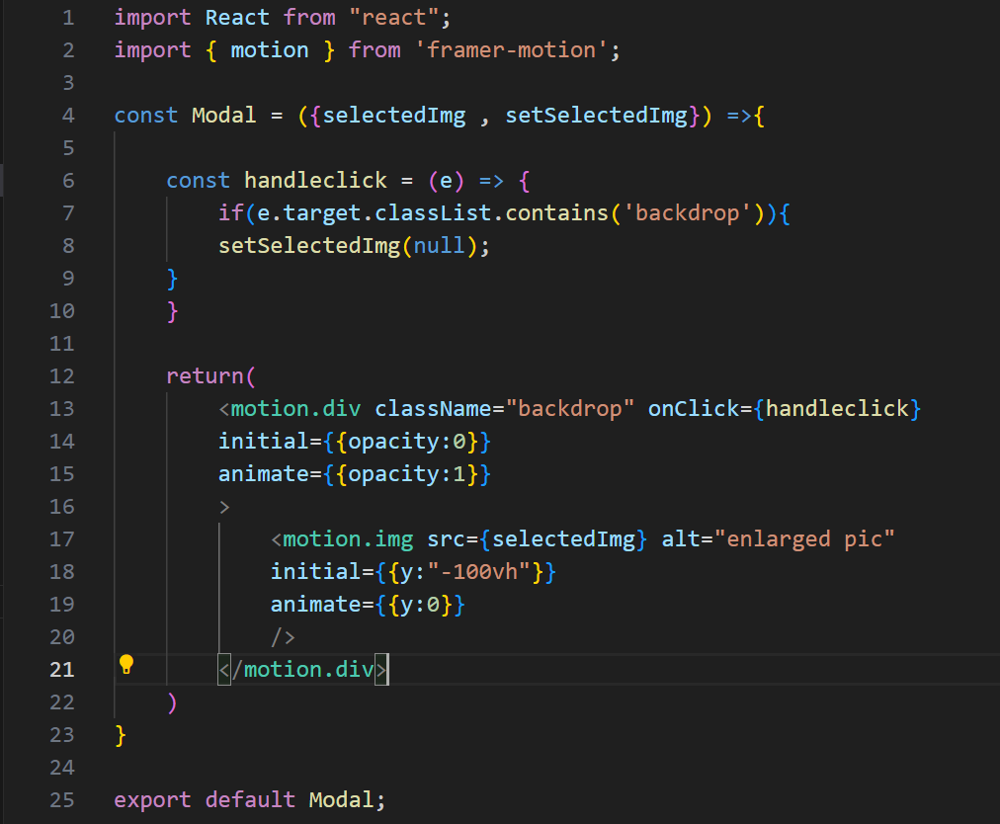 1 import React from "react";
2 import { motion } from 'framer-motion';
3
4 const Modal = ({selectedImg , setSelectedImg}) =>{
5
6     const handleclick = (e) => {
7         if(e.target.classList.contains('backdrop')){
8         setSelectedImg(null);
9     }
10     }
11
12     return(
13         <motion.div className="backdrop" onClick={handleclick}
14         initial={{opacity:0}}
15         animate={{opacity:1}}
16         >
17             <motion.img src={selectedImg} alt="enlarged pic"
18             initial={{y:"-100vh"}}
19             animate={{y:0}}
20             />
21         </motion.div>
22     )
23 }
24
25 export default Modal;